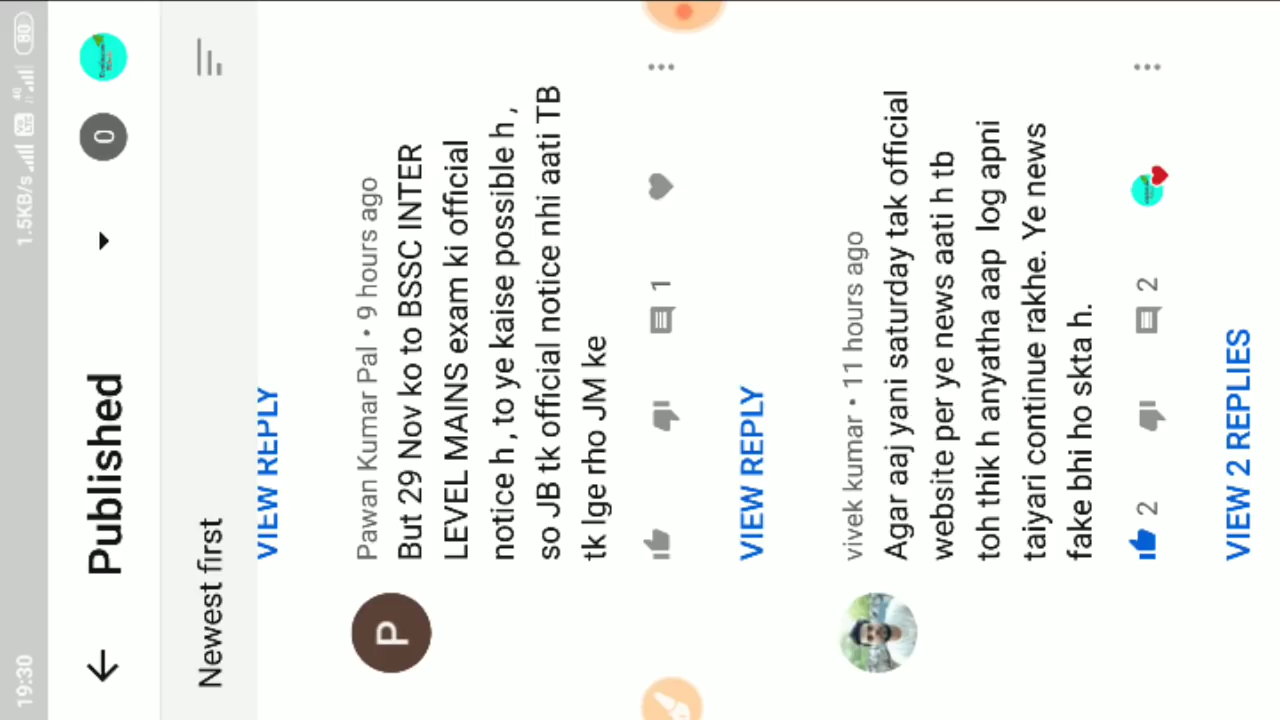 19:30
1.5KB/s 4G 80
Published
0
Newest first
VIEW REPLY
Pawan Kumar Pal • 9 hours ago
But 29 Nov ko to BSSC INTER
LEVEL MAINS exam ki official
notice h , to ye kaise possible h ,
so JB tk official notice nhi aati TB
tk lge rho JM ke
1
VIEW REPLY
P
vivek kumar • 11 hours ago
Agar aaj yani saturday tak official
website per ye news aati h tb
toh thik h anyatha aap log apni
taiyari continue rakhe. Ye news
fake bhi ho skta h.
2
2
VIEW 2 REPLIES